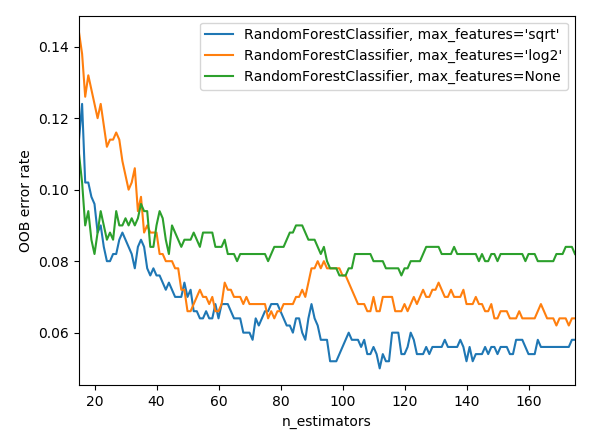 RandomForestClassifier, max_features='sqrt'
RandomForestClassifier, max_features='log2'
RandomForestClassifier, max_features=None
0.14
0.12
0.10
0.08
0.06
OOB error rate
20 40 60 80 100 120 140 160
n_estimators